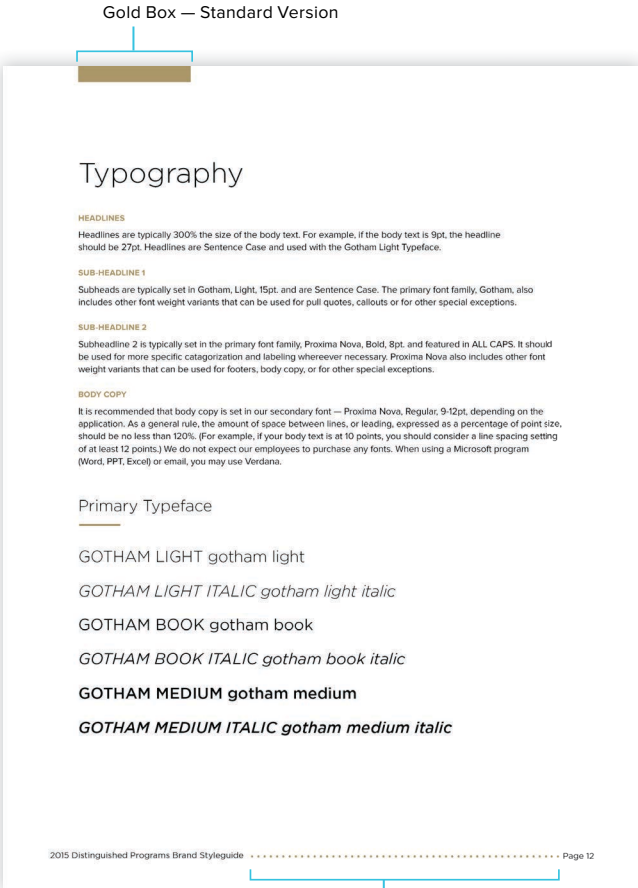 Gold Box — Standard Version
Typography
HEADLINES
Headlines are typically 300% the size of the body text. For example, if the body text is 9pt, the headline
should be 27pt. Headlines are Sentence Case and used with the Gotham Light Typeface.
SUB-HEADLINE 1
Subheads are typically set in Gotham, Light, 15pt. and are Sentence Case. The primary font family, Gotham, also
includes other font weight variants that can be used for pull quotes, callouts or for other special exceptions.
SUB-HEADLINE 2
Subheadline 2 is typically set in the primary font family, Proxima Nova, Bold, 8pt. and featured in ALL CAPS. It should
be used for more specific catagorization and labeling whereever necessary. Proxima Nova also includes other font
weight variants that can be used for footers, body copy, or for other special exceptions.
BODY COPY
It is recommended that body copy is set in our secondary font — Proxima Nova, Regular, 9-12pt, depending on the
application. As a general rule, the amount of space between lines, or leading, expressed as a percentage of point size,
should be no less than 120%. (For example, if your body text is at 10 points, you should consider a line spacing setting
of at least 12 points.) We do not expect our employees to purchase any fonts. When using a Microsoft program
(Word, PPT, Excel) or email, you may use Verdana.
Primary Typeface
GOTHAM LIGHT gotham light
GOTHAM LIGHT ITALIC gotham light italic
GOTHAM BOOK gotham book
GOTHAM BOOK ITALIC gotham book italic
GOTHAM MEDIUM gotham medium
GOTHAM MEDIUM ITALIC gotham medium italic
2015 Distinguished Programs Brand Styleguide Page 12